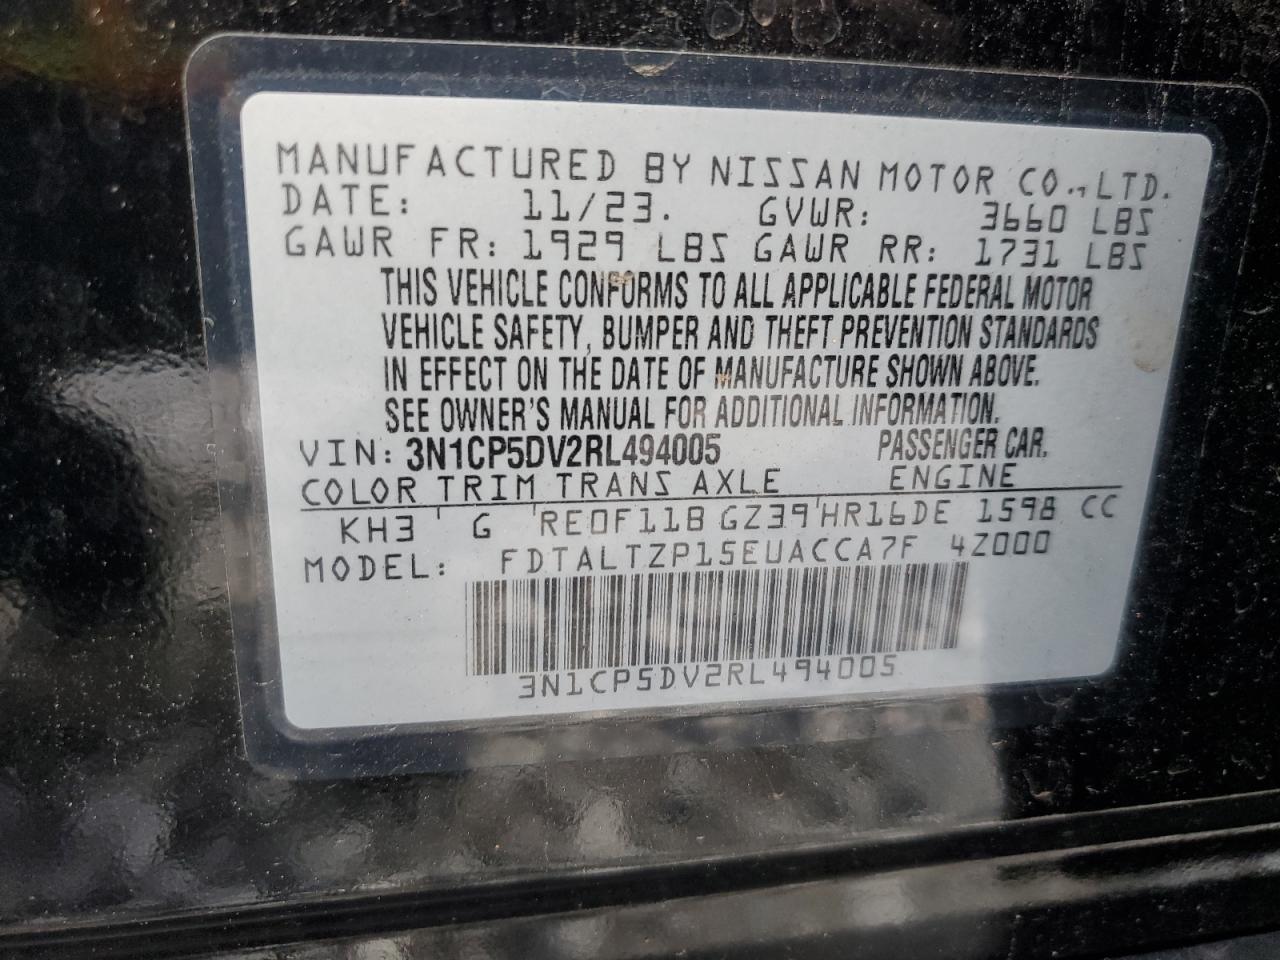 MANUFACTURED BY NISSAN MOTOR CO., LTD.
DATE: 11/23. GVWR: 3660 LBS
GAWR FR: 1929 LBS GAWR RR: 1731 LBS
THIS VEHICLE CONFORMS TO ALL APPLICABLE FEDERAL MOTOR
VEHICLE SAFETY, BUMPER AND THEFT PREVENTION STANDARDS
IN EFFECT ON THE DATE OF MANUFACTURE SHOWN ABOVE.
SEE OWNER'S MANUAL FOR ADDITIONAL INFORMATION.
VIN: 3N1CP5DV2RL494005 PASSENGER CAR.
COLOR TRIM TRANS AXLE ENGINE
KH3 G RE0F11B GZ39 HR16DE 1598 CC
MODEL: FDTALTZP15EUACCA7F 4Z000
3N1CP5DV2RL494005